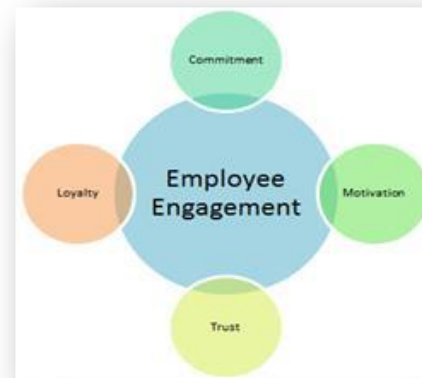 Commitment
Loyalty
Employee
Engagement
Motivation
Trust